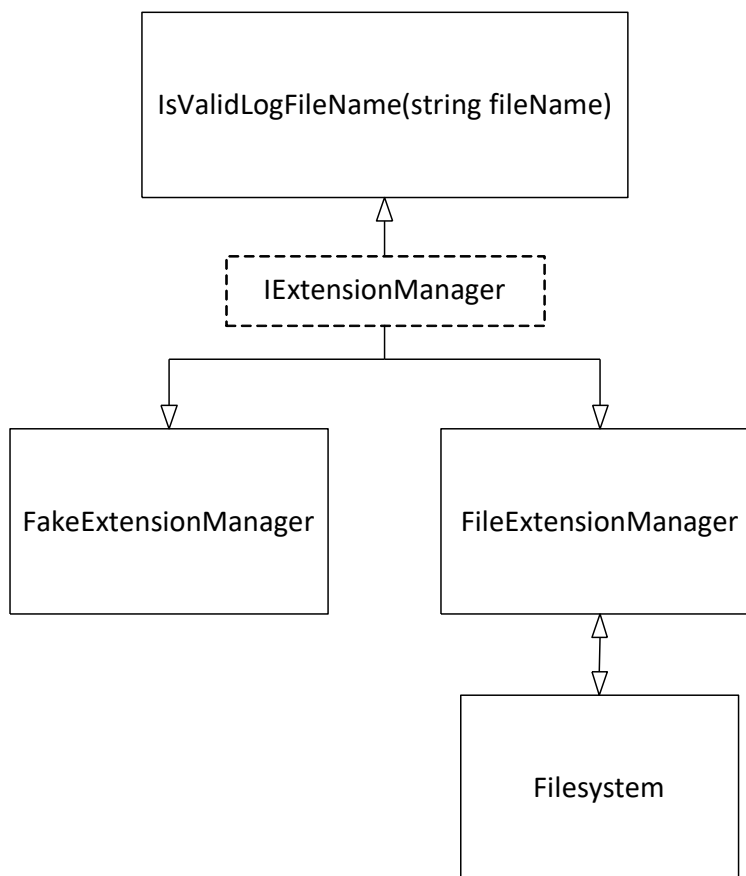 IsValidLogFileName(string fileName)
IExtensionManager
FakeExtensionManager
FileExtensionManager
Filesystem